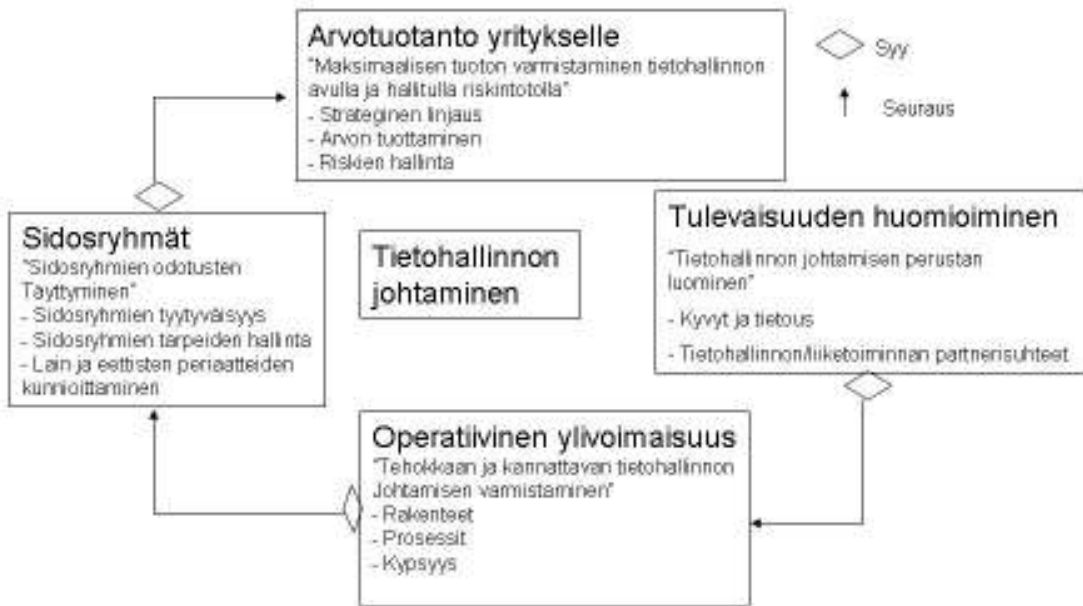 Arvotuotanto yritykselle
"Maksimaalisen tuoton varmistaminen tietohallinnon
avulla ja hallitulla riskintotolla"
- Strateginen linjaus
- Arvon tuottaminen
- Riskien hallinta
Syy
Seuraus
Sidosryhmät
"Sidosryhmien odotusten
Täyttyminen"
- Sidosryhmien tyytyväisyys
- Sidosryhmien tarpeiden hallinta
- Lain ja eettisten periaatteiden
kunnioittaminen
Tietohallinnon
johtaminen
Tulevaisuuden huomioiminen
"Tietohallinnon johtamisen perustan
luominen"
- Kyvyt ja tietous
- Tietohallinnon/liiketoiminnan partnerisuhteet
Operatiivinen ylivoimaisuus
"Tehokkaan ja kannattavan tietohallinnon
Johtamisen varmistaminen"
- Rakenteet
- Prosessit
- Kypsyys